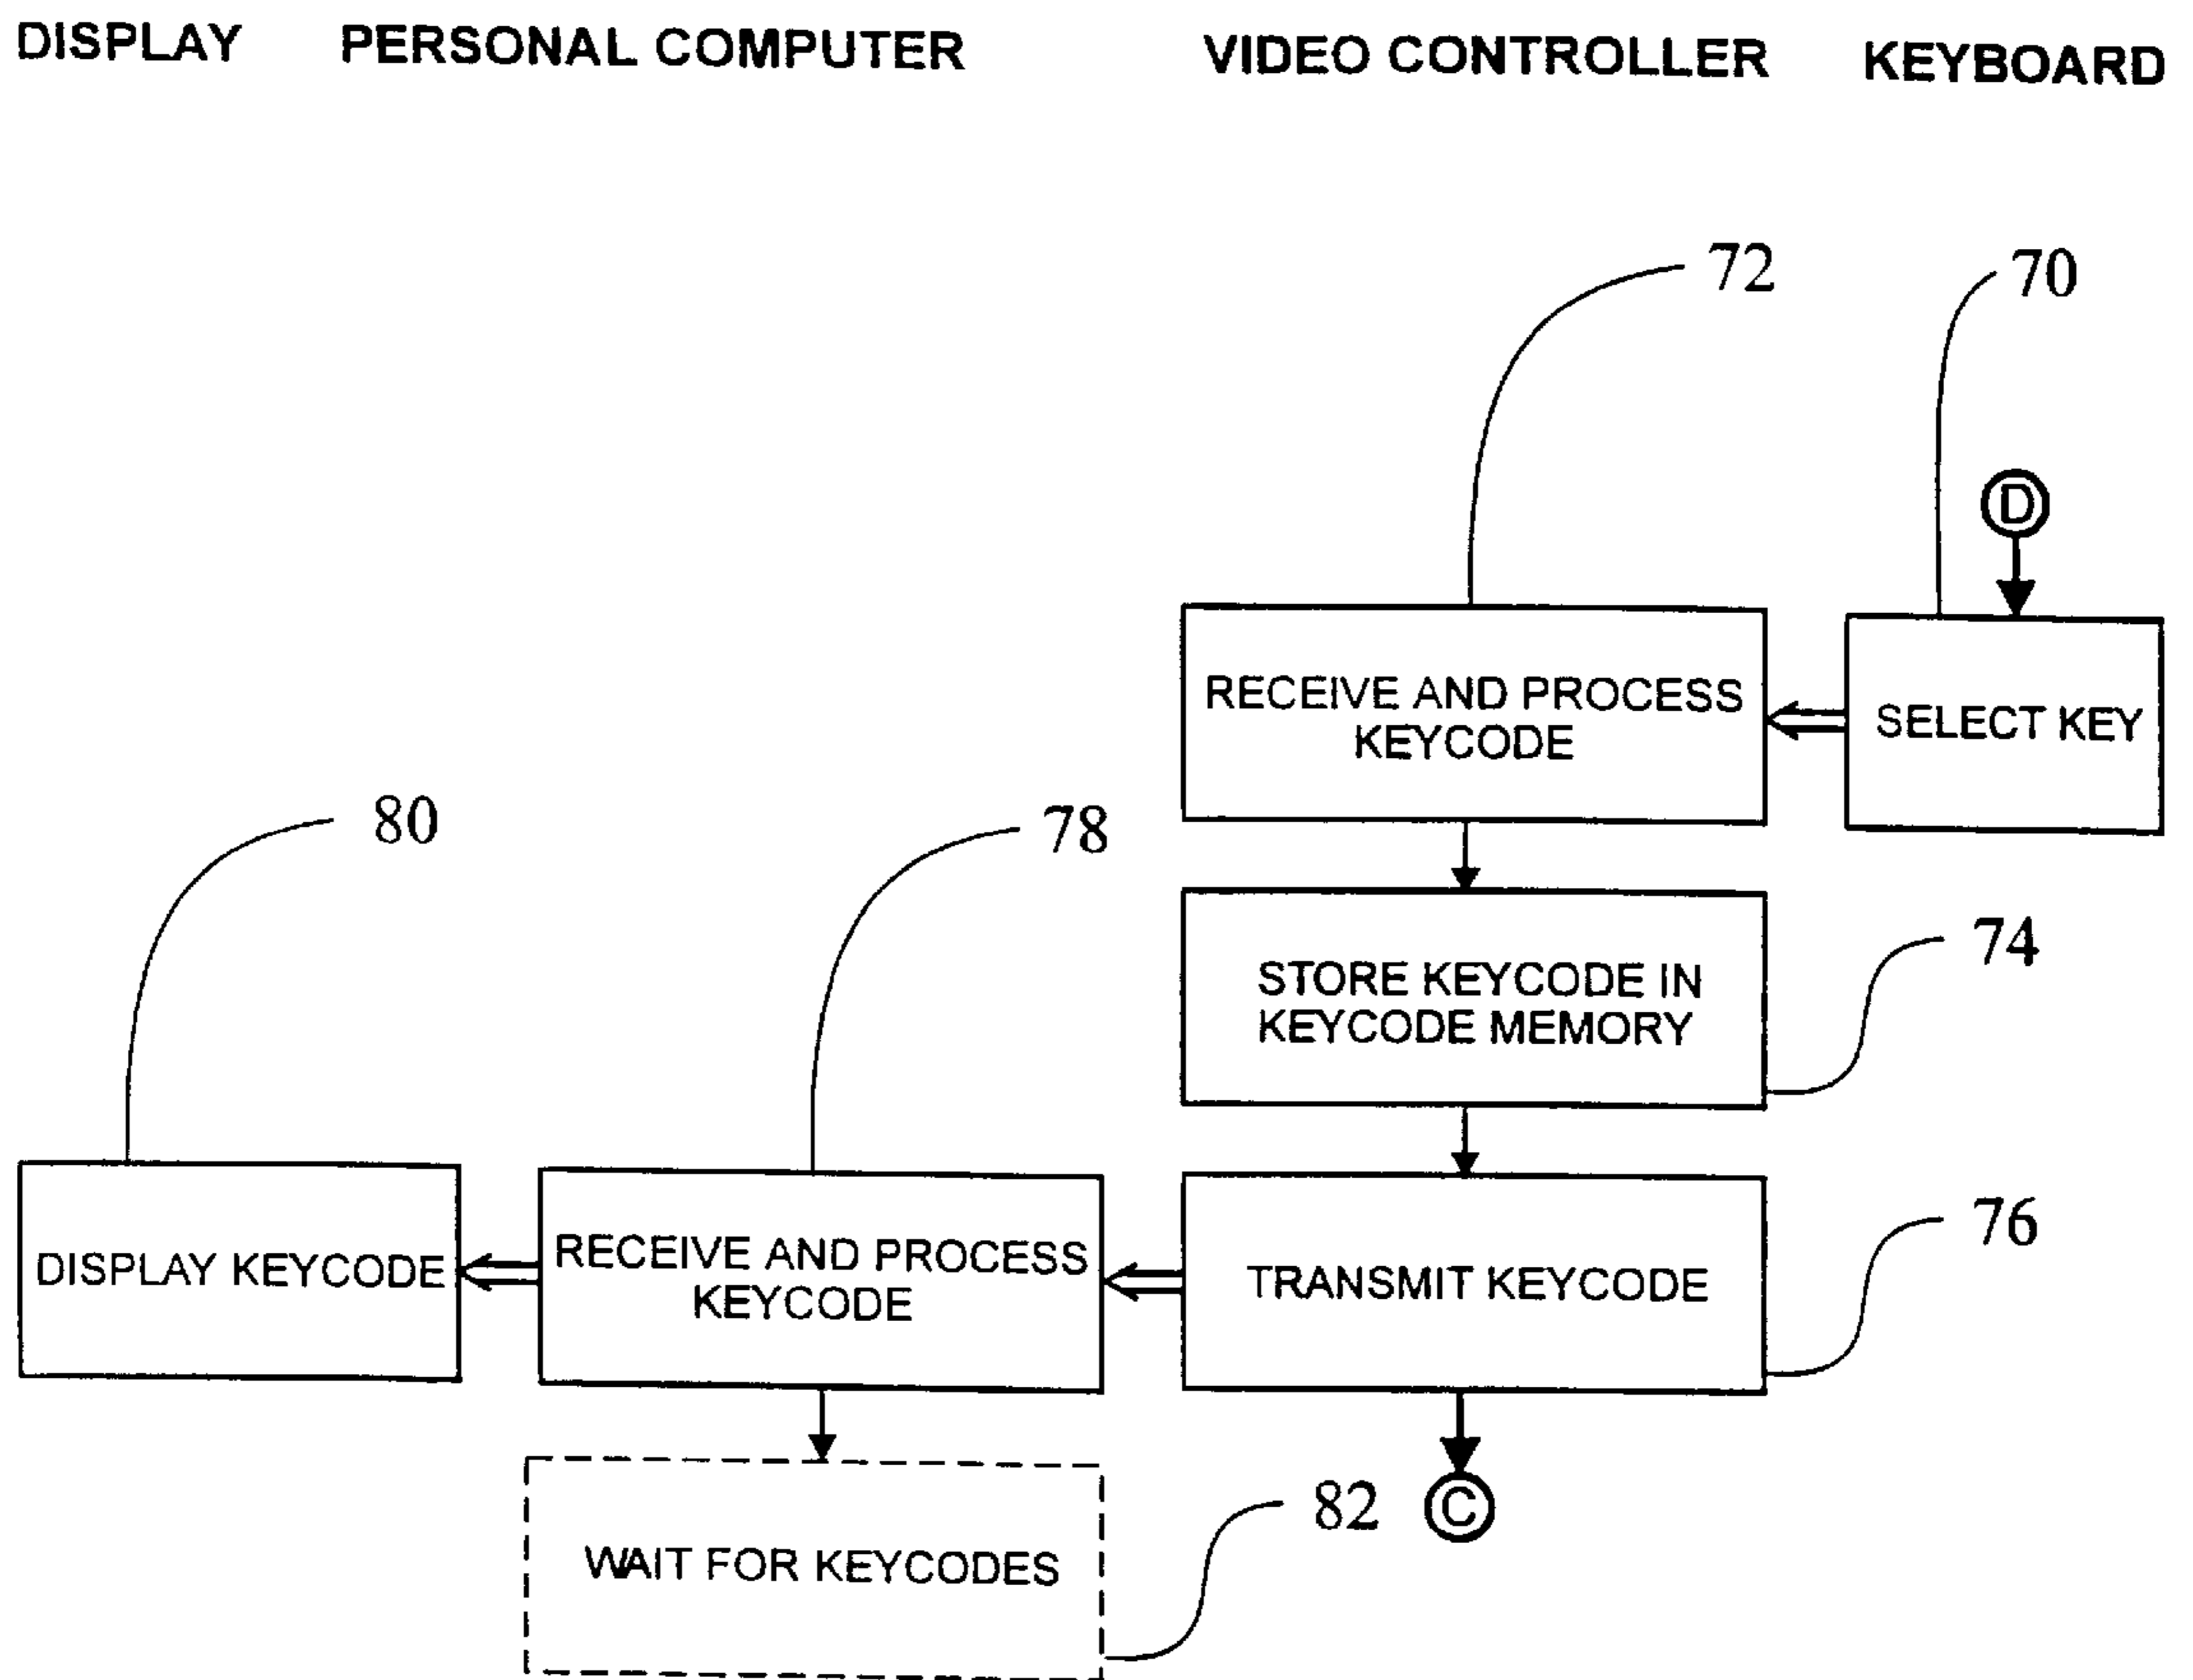 DISPLAY PERSONAL COMPUTER VIDEO CONTROLLER KEYBOARD
72
70
D
RECEIVE AND PROCESS
KEYCODE
SELECT KEY
80
78
STORE KEYCODE IN
KEYCODE MEMORY
74
DISPLAY KEYCODE
RECEIVE AND PROCESS
KEYCODE
TRANSMIT KEYCODE
76
WAIT FOR KEYCODES
82
C